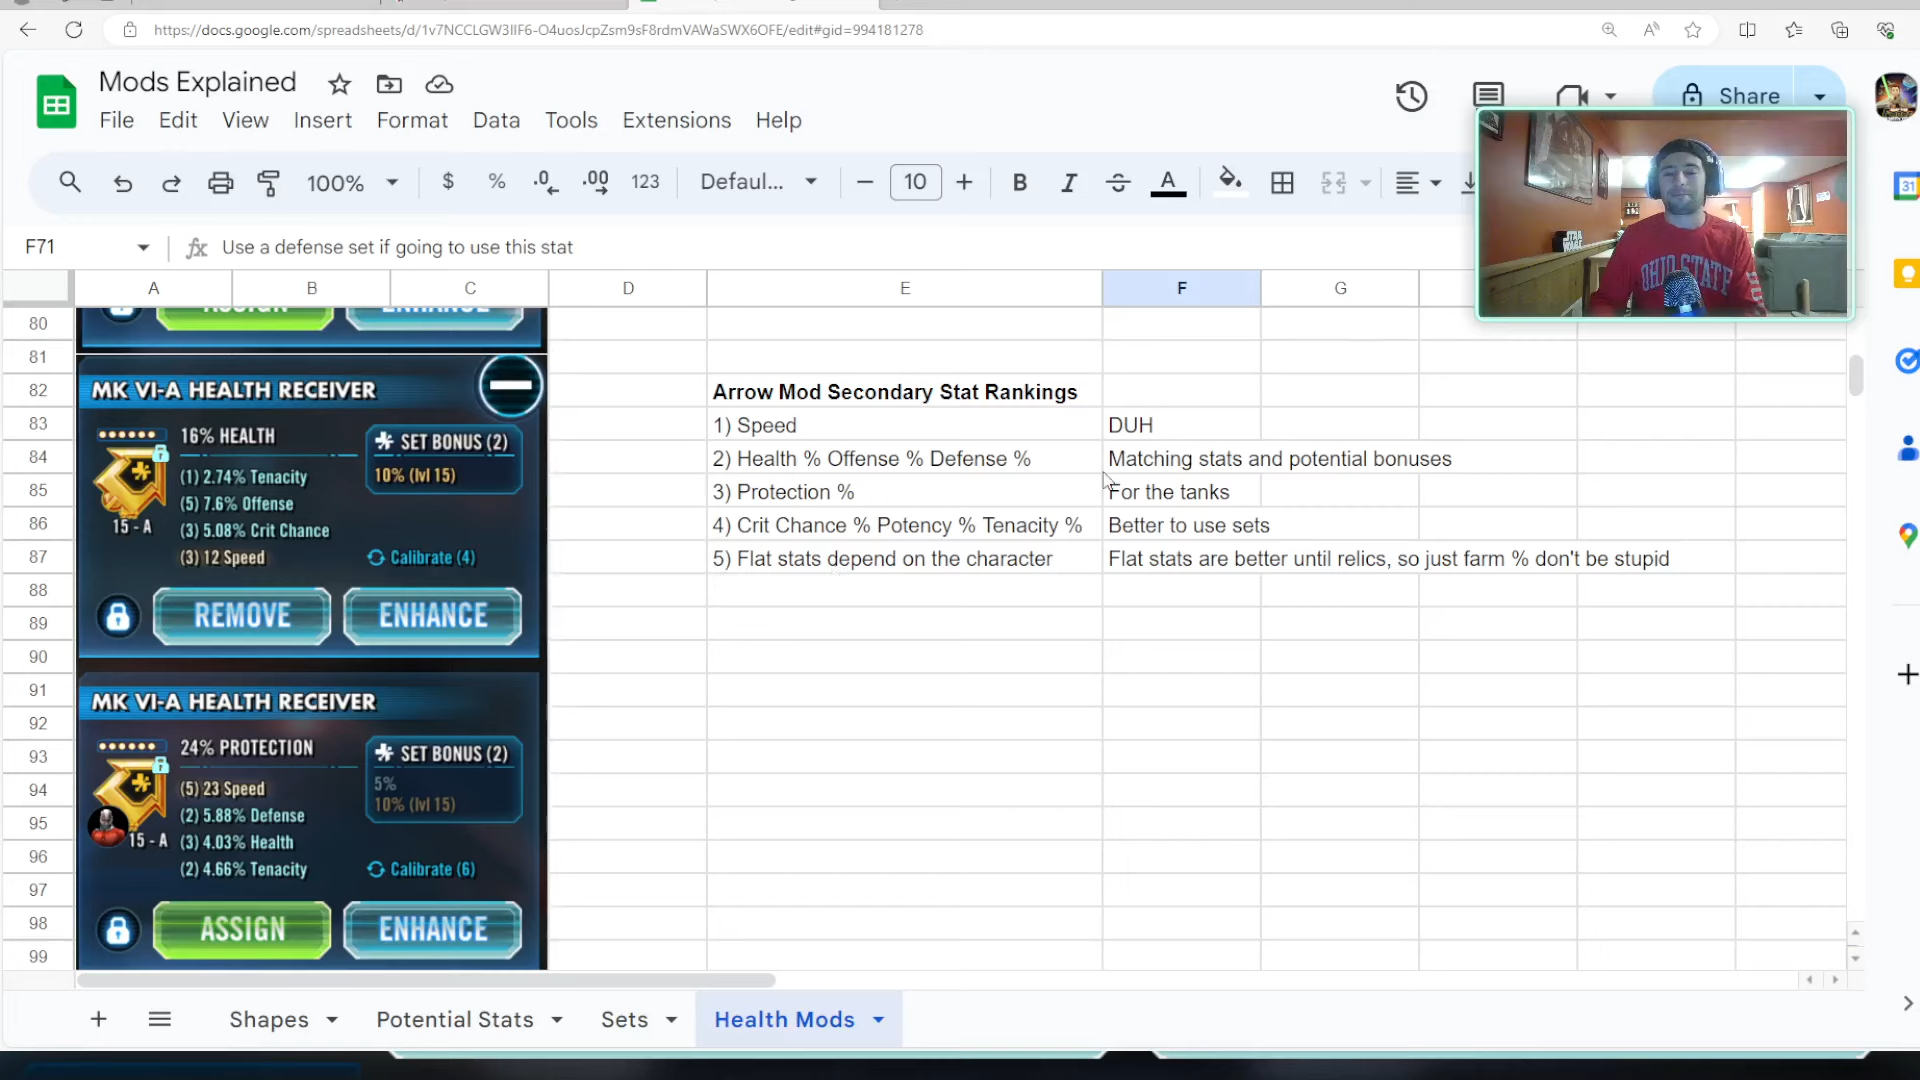 https://docs.google.com/spreadsheets/d/1v7NCCLGW3IIF6-O4uosJcpZsm9sF8rdmVAWaSWX6OFE/edit#gid=994181278
Mods Explained
Share
File Edit View Insert Format Data Tools Extensions Help
100% $ % .0 .00 123 Defaul... 10 B I A
31
F71 fx Use a defense set if going to use this stat
OHIO STATE
A B C D E F G
80
81
82 Arrow Mod Secondary Stat Rankings
83 1) Speed DUH
84 2) Health % Offense % Defense % Matching stats and potential bonuses
85 3) Protection % For the tanks
86 4) Crit Chance % Potency % Tenacity % Better to use sets
87 5) Flat stats depend on the character Flat stats are better until relics, so just farm % don't be stupid
88
89
90
91
92
93
94
95
96
97
98
99
ASSIGN ENHANCE
MK VI-A HEALTH RECEIVER
16% HEALTH
SET BONUS (2)
10% (lvl 15)
(1) 2.74% Tenacity
(5) 7.6% Offense
(3) 5.08% Crit Chance
(3) 12 Speed
15 - A
Calibrate (4)
REMOVE ENHANCE
MK VI-A HEALTH RECEIVER
24% PROTECTION
SET BONUS (2)
5%
10% (lvl 15)
(5) 23 Speed
(2) 5.88% Defense
(3) 4.03% Health
(2) 4.66% Tenacity
15 - A
Calibrate (6)
ASSIGN ENHANCE
Shapes Potential Stats Sets Health Mods